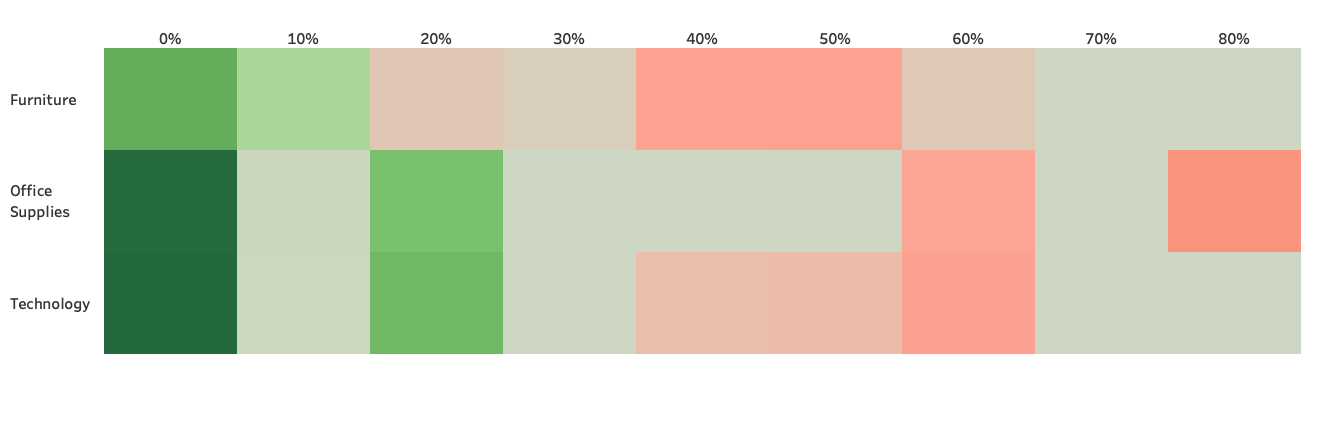 0% 10% 20% 30% 40% 50% 60% 70% 80%
Furniture
Office
Supplies
Technology